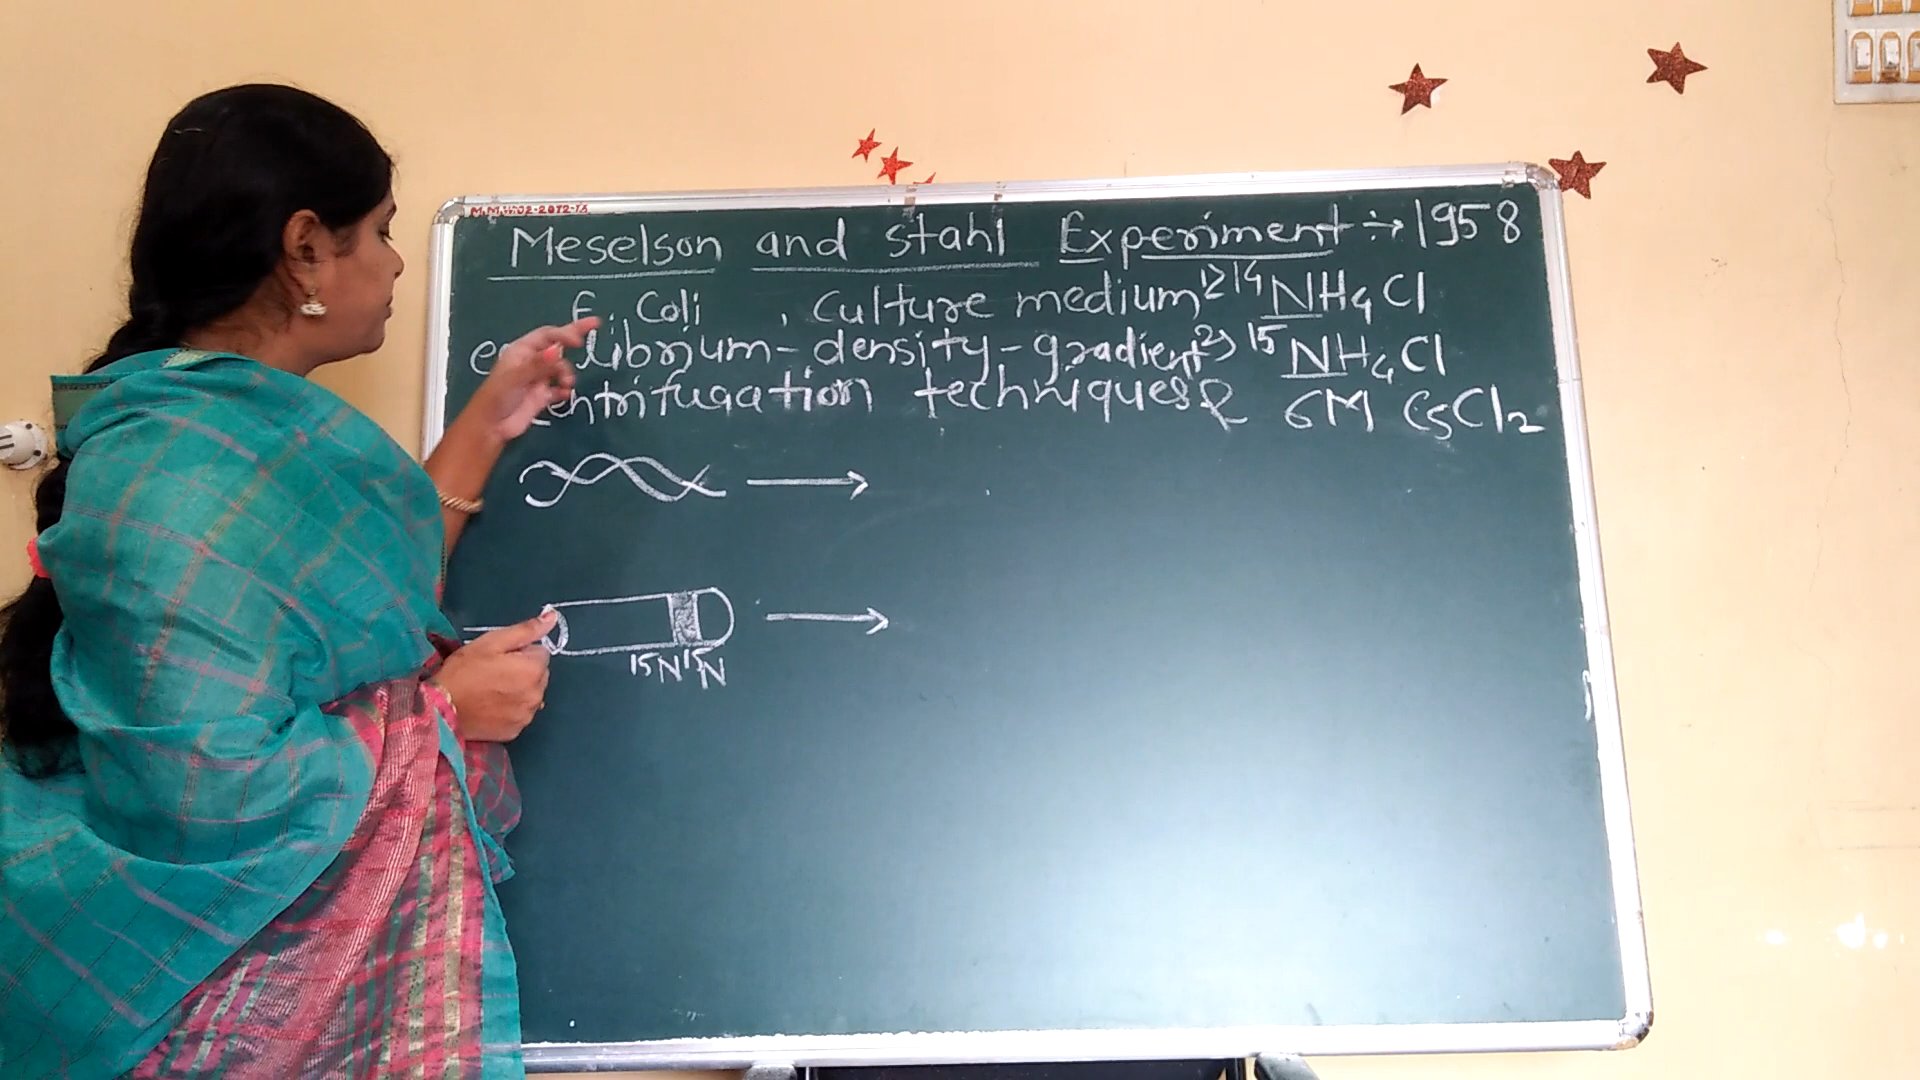 Meselson and stahl Experiment :→ 1958
E. Coli , culture medium, 1> 14NH4Cl
librium-density-gradient 2> 15NH4Cl
entrifugation techniques & 6M CsCl2
15N 15N